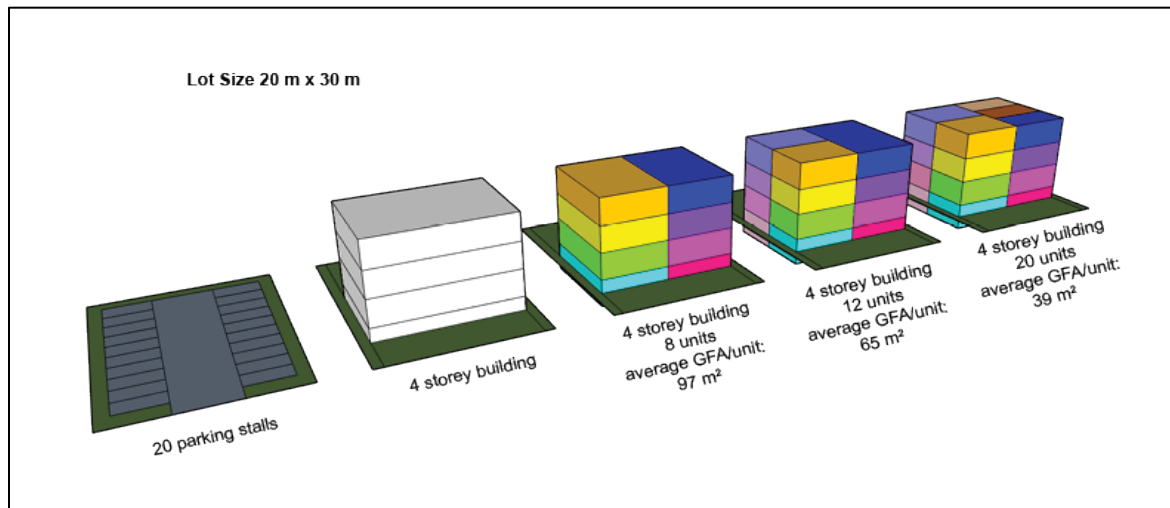 Lot Size 20 m x 30 m
20 parking stalls
4 storey building
4 storey building
8 units
average GFA/unit:
97 m²
4 storey building
12 units
average GFA/unit:
65 m²
4 storey building
20 units
average GFA/unit:
39 m²